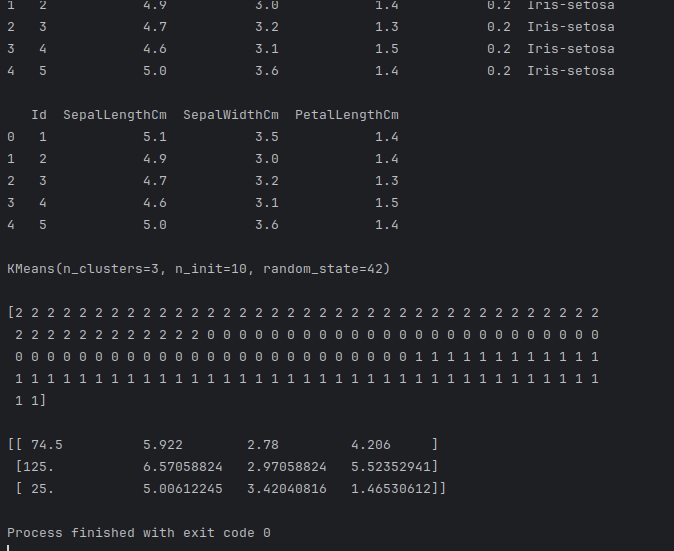 1 2 4.9 3.0 1.4 0.2 Iris-setosa
2 3 4.7 3.2 1.3 0.2 Iris-setosa
3 4 4.6 3.1 1.5 0.2 Iris-setosa
4 5 5.0 3.6 1.4 0.2 Iris-setosa
Id SepalLengthCm SepalWidthCm PetalLengthCm
0 1 5.1 3.5 1.4
1 2 4.9 3.0 1.4
2 3 4.7 3.2 1.3
3 4 4.6 3.1 1.5
4 5 5.0 3.6 1.4
KMeans(n_clusters=3, n_init=10, random_state=42)
[2 2 2 2 2 2 2 2 2 2 2 2 2 2 2 2 2 2 2 2 2 2 2 2 2 2 2 2 2 2 2 2 2 2 2 2 2
2 2 2 2 2 2 2 2 2 2 2 2 0 0 0 0 0 0 0 0 0 0 0 0 0 0 0 0 0 0 0 0 0 0 0 0 0
0 0 0 0 0 0 0 0 0 0 0 0 0 0 0 0 0 0 0 0 0 0 0 0 0 1 1 1 1 1 1 1 1 1 1 1 1
1 1 1 1 1 1 1 1 1 1 1 1 1 1 1 1 1 1 1 1 1 1 1 1 1 1 1 1 1 1 1 1 1 1 1 1 1
1 1]
[[ 74.5 5.922 2.78 4.206 ]
[125. 6.57058824 2.97058824 5.52352941]
[ 25. 5.00612245 3.42040816 1.46530612]]
Process finished with exit code 0